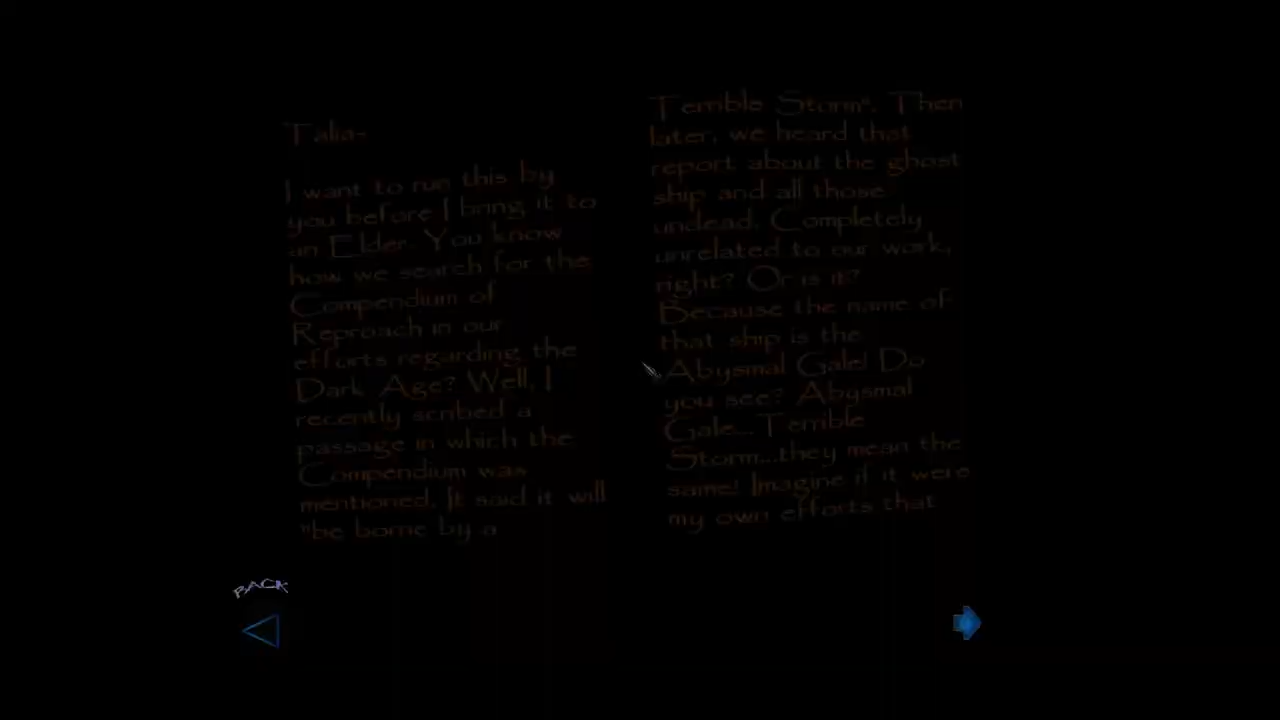 Talia-
I want to run this by
you before I bring it to
an Elder. You know
how we search for the
Compendium of
Reproach in our
efforts regarding the
Dark Age? Well, I
recently scribed a
passage in which the
Compendium was
mentioned. It said it will
"be borne by a
Terrible Storm". Then
later, we heard that
report about the ghost
ship and all those
undead. Completely
unrelated to our work,
right? Or is it?
Because the name of
that ship is the
Abysmal Gale! Do
you see? Abysmal
Gale... Terrible
Storm...they mean the
same! Imagine if it were
my own efforts that
BACK